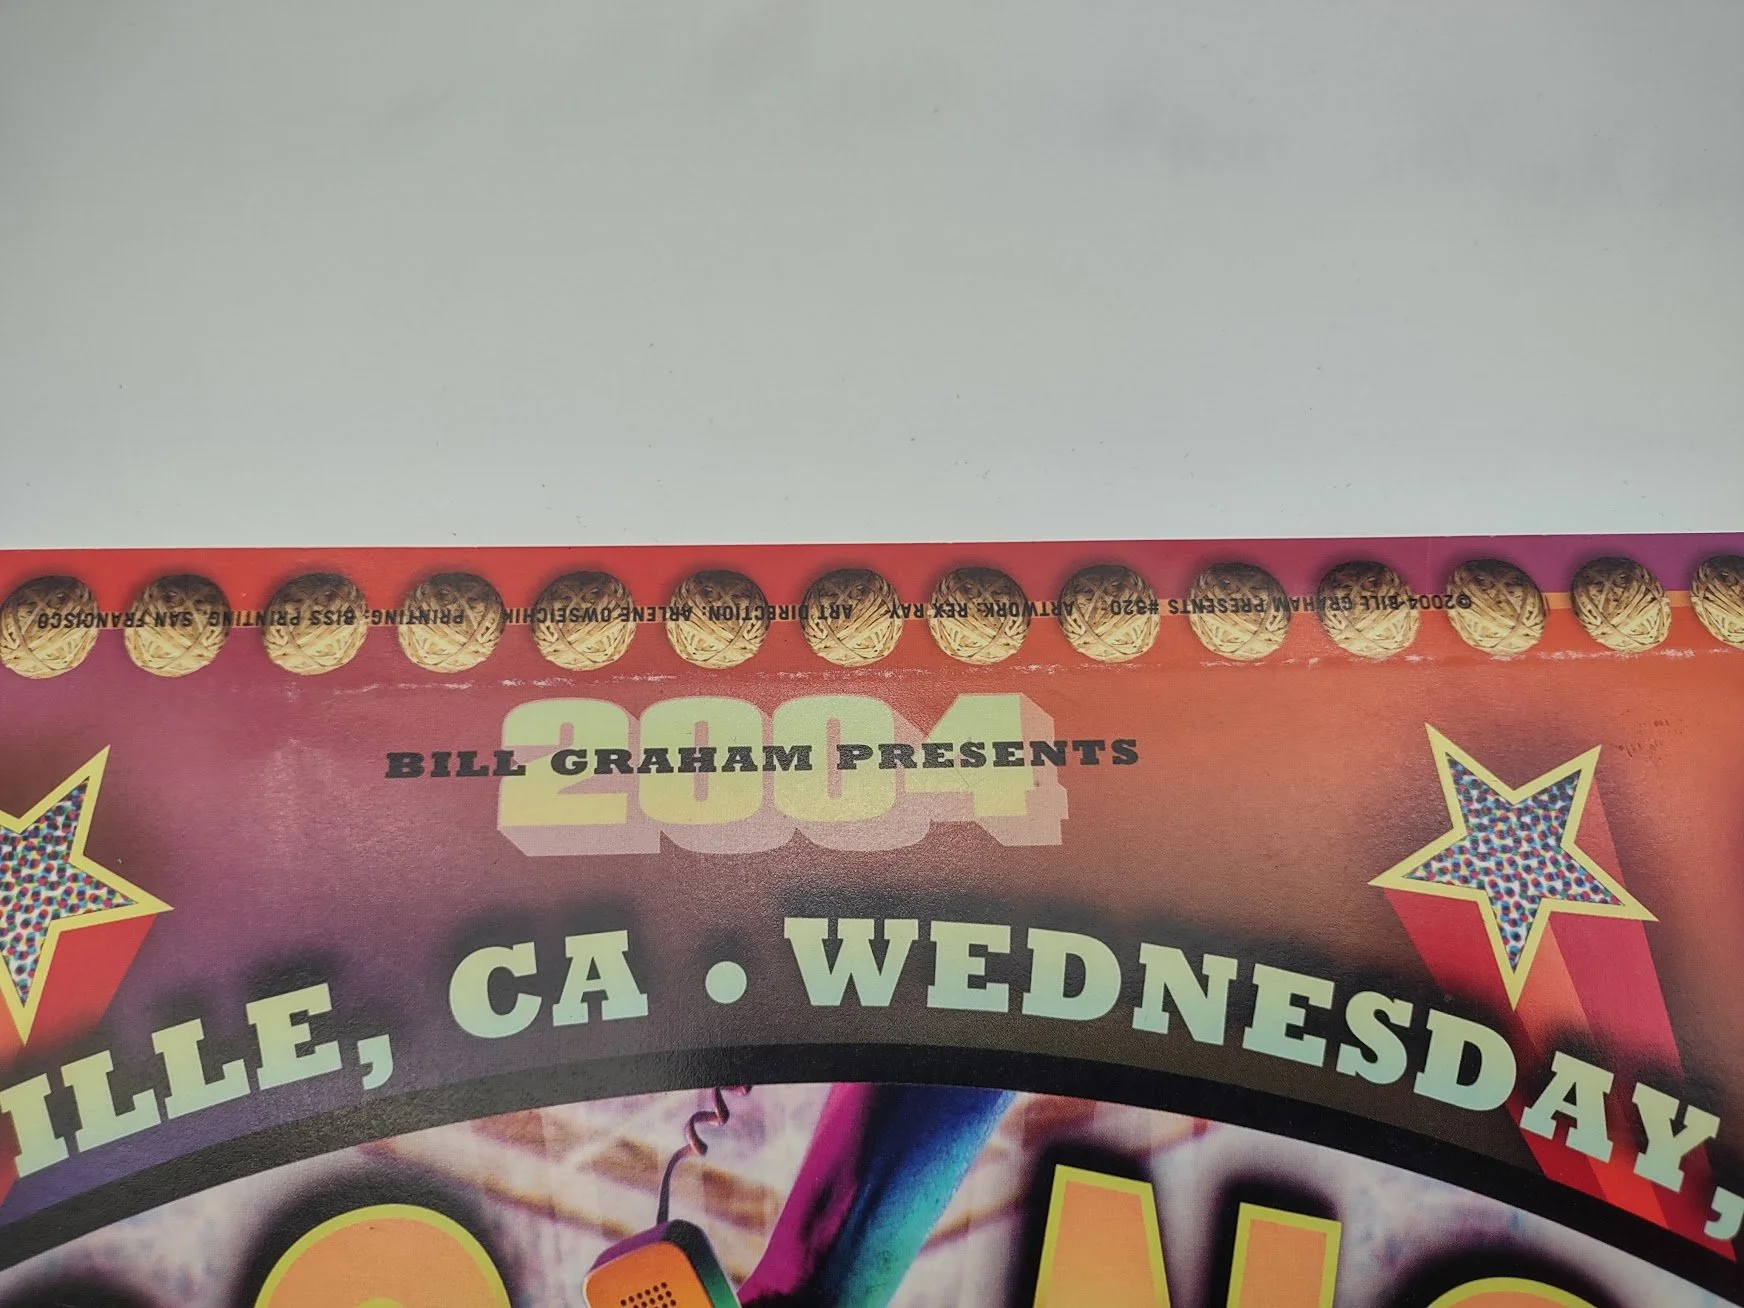 ©2004 BILL GRAHAM PRESENTS #320 ARTWORK: REX RAY ART DIRECTION: ARLENE OWSEICHIK PRINTING: BISS PRINTING, SAN FRANCISCO
2004
BILL GRAHAM PRESENTS
ILLE, CA • WEDNESDAY,